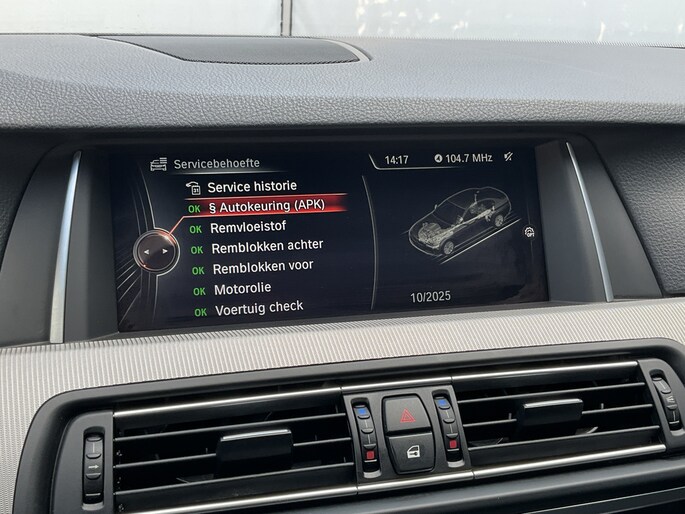 Servicebehoefte
14:17 104.7 MHz
Service historie
OK § Autokeuring (APK)
OK Remvloeistof
OK Remblokken achter
OK Remblokken voor
OK Motorolie
OK Voertuig check
10/2025